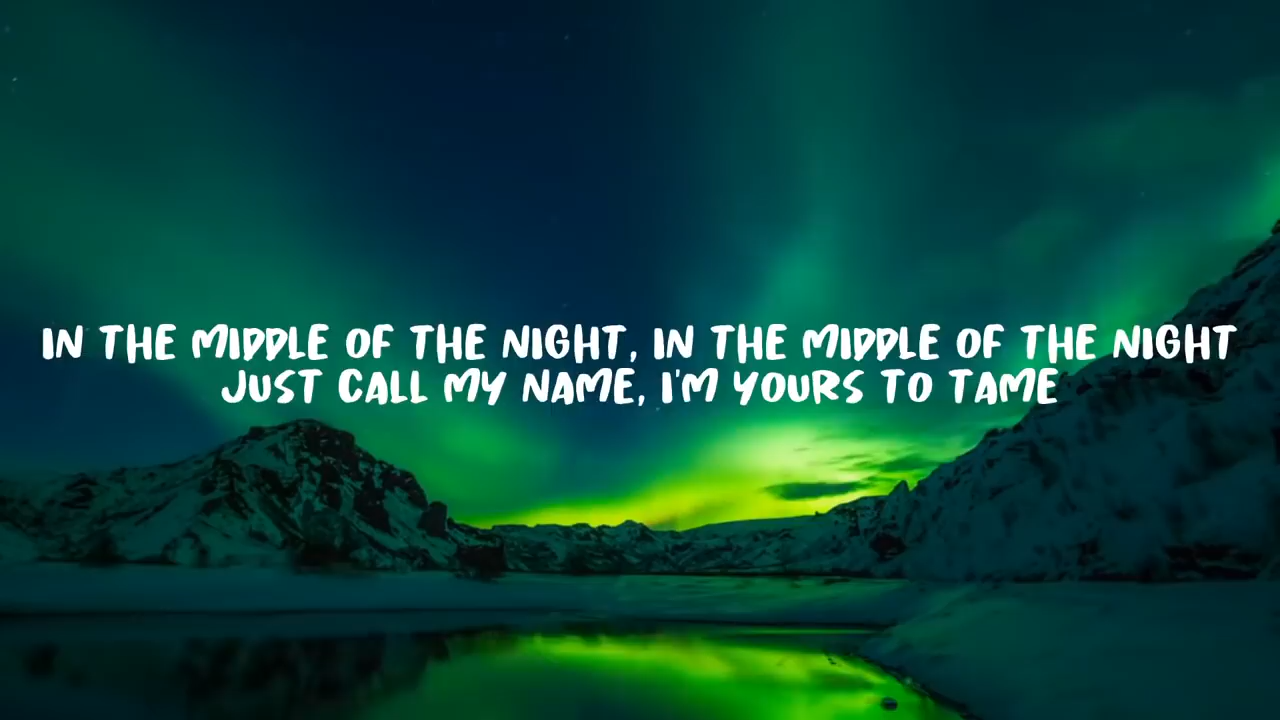 IN THE MIDDLE OF THE NIGHT, IN THE MIDDLE OF THE NIGHT
JUST CALL MY NAME, I'M YOURS TO TAME